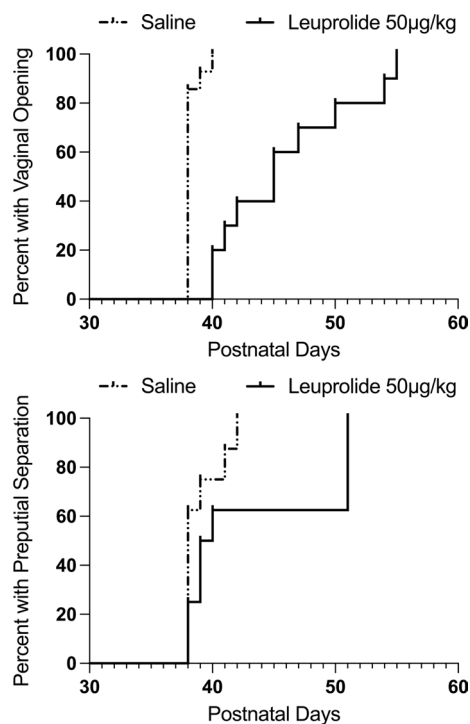 Saline Leuprolide 50µg/kg
Percent with Vaginal Opening
100
80
60
40
20
0
30 40 50 60
Postnatal Days
Saline Leuprolide 50µg/kg
Percent with Preputial Separation
100
80
60
40
20
0
30 40 50 60
Postnatal Days